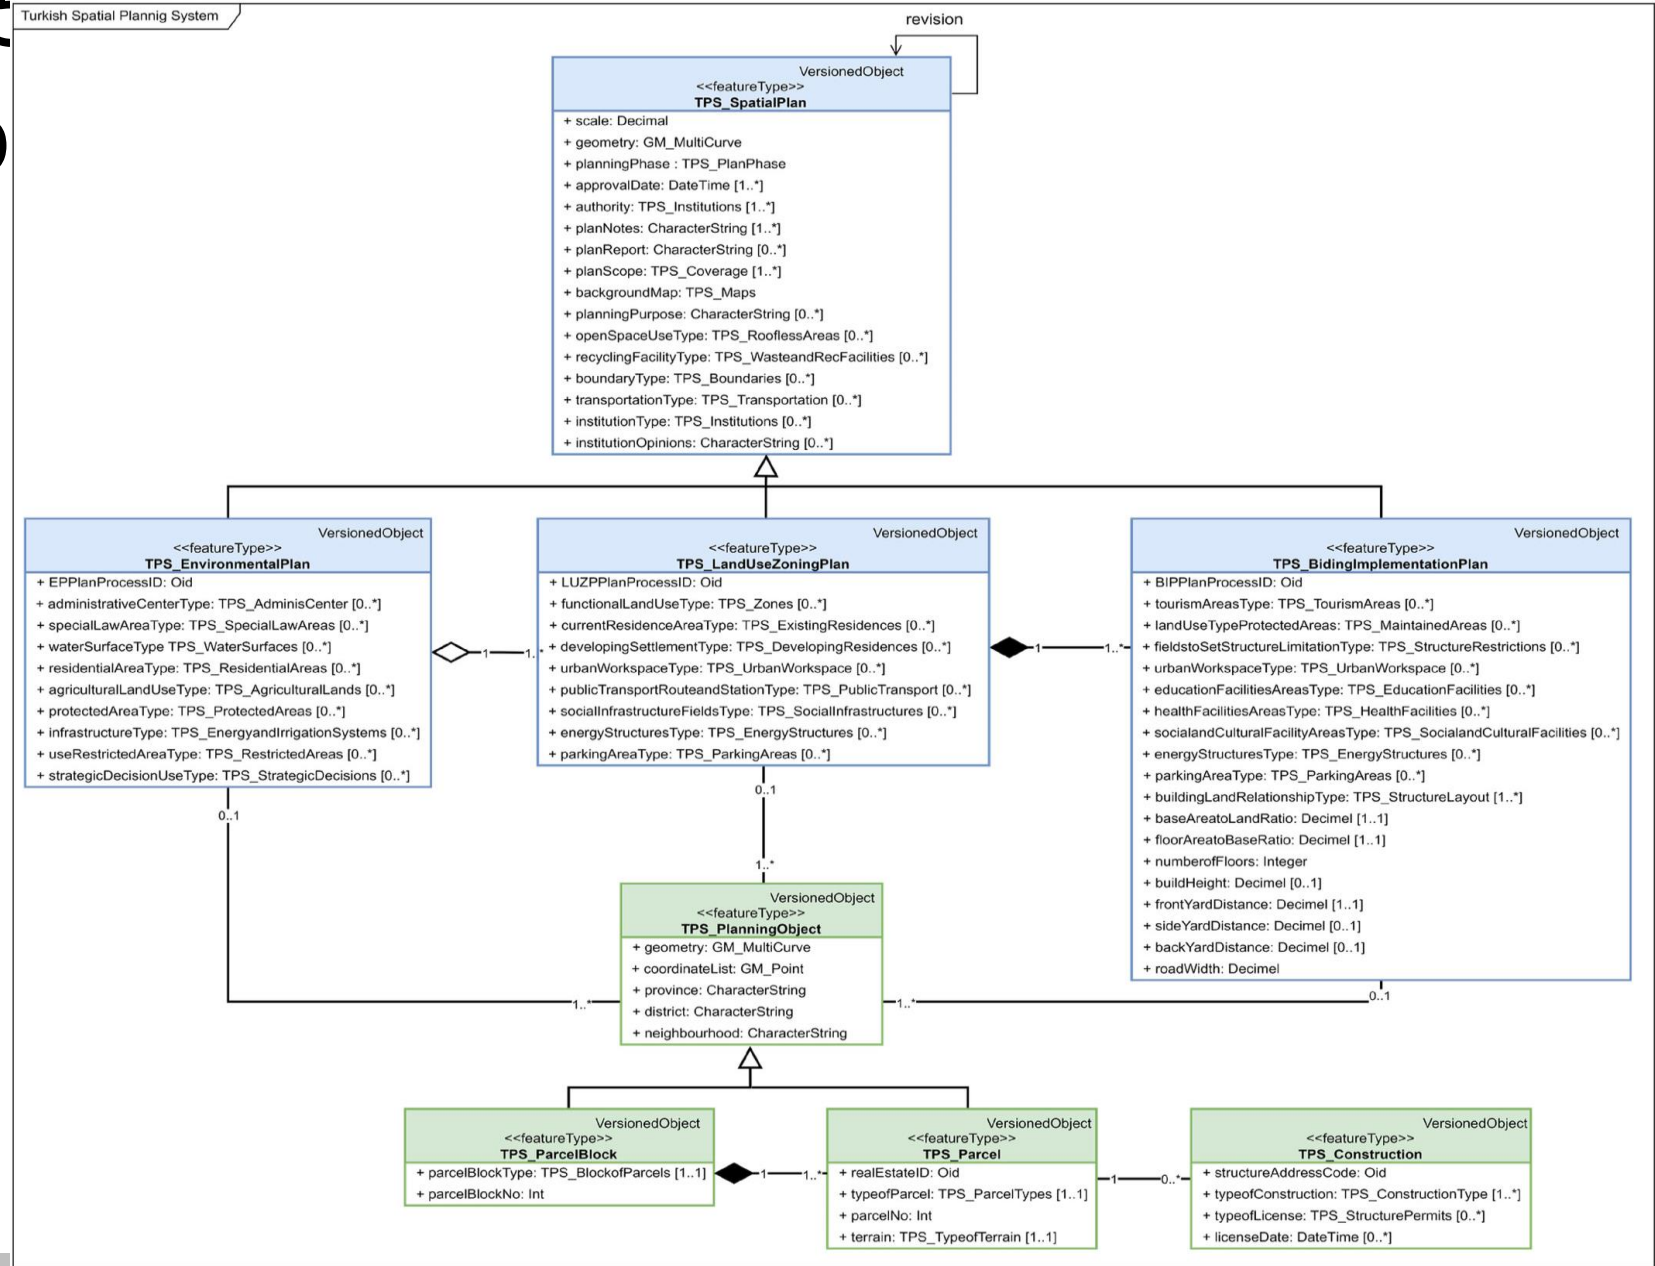 Turkish Spatial Plannig System
revision
VersionedObject
<<featureType>>
TPS_SpatialPlan
+ scale: Decimal
+ geometry: GM_MultiCurve
+ planningPhase : TPS_PlanPhase
+ approvalDate: DateTime [1..*]
+ authority: TPS_Institutions [1..*]
+ planNotes: CharacterString [1..*]
+ planReport: CharacterString [0..*]
+ planScope: TPS_Coverage [1..*]
+ backgroundMap: TPS_Maps
+ planningPurpose: CharacterString [0..*]
+ openSpaceUseType: TPS_RooflessAreas [0..*]
+ recyclingFacilityType: TPS_WasteandRecFacilities [0..*]
+ boundaryType: TPS_Boundaries [0..*]
+ transportationType: TPS_Transportation [0..*]
+ institutionType: TPS_Institutions [0..*]
+ institutionOpinions: CharacterString [0..*]
VersionedObject
<<featureType>>
TPS_EnvironmentalPlan
+ EPPlanProcessID: Oid
+ administrativeCenterType: TPS_AdminisCenter [0..*]
+ specialLawAreaType: TPS_SpecialLawAreas [0..*]
+ waterSurfaceType TPS_WaterSurfaces [0..*]
+ residentialAreaType: TPS_ResidentialAreas [0..*]
+ agriculturalLandUseType: TPS_AgriculturalLands [0..*]
+ protectedAreaType: TPS_ProtectedAreas [0..*]
+ infrastructureType: TPS_EnergyandIrrigationSystems [0..*]
+ useRestrictedAreaType: TPS_RestrictedAreas [0..*]
+ strategicDecisionUseType: TPS_StrategicDecisions [0..*]
1
1..*
VersionedObject
<<featureType>>
TPS_LandUseZoningPlan
+ LUZPPlanProcessID: Oid
+ functionalLandUseType: TPS_Zones [0..*]
+ currentResidenceAreaType: TPS_ExistingResidences [0..*]
+ developingSettlementType: TPS_DevelopingResidences [0..*]
+ urbanWorkspaceType: TPS_UrbanWorkspace [0..*]
+ publicTransportRouteandStationType: TPS_PublicTransport [0..*]
+ socialInfrastructureFieldsType: TPS_SocialInfrastructures [0..*]
+ energyStructuresType: TPS_EnergyStructures [0..*]
+ parkingAreaType: TPS_ParkingAreas [0..*]
1
1..*
VersionedObject
<<featureType>>
TPS_BidingImplementationPlan
+ BIPPlanProcessID: Oid
+ tourismAreasType: TPS_TourismAreas [0..*]
+ landUseTypeProtectedAreas: TPS_MaintainedAreas [0..*]
+ fieldstoSetStructureLimitationType: TPS_StructureRestrictions [0..*]
+ urbanWorkspaceType: TPS_UrbanWorkspace [0..*]
+ educationFacilitiesAreasType: TPS_EducationFacilities [0..*]
+ healthFacilitiesAreasType: TPS_HealthFacilities [0..*]
+ socialandCulturalFacilityAreasType: TPS_SocialandCulturalFacilities [0..*]
+ energyStructuresType: TPS_EnergyStructures [0..*]
+ parkingAreaType: TPS_ParkingAreas [0..*]
+ buildingLandRelationshipType: TPS_StructureLayout [1..*]
+ baseAreatoLandRatio: Decimel [1..1]
+ floorAreatoBaseRatio: Decimel [1..1]
+ numberofFloors: Integer
+ buildHeight: Decimel [0..1]
+ frontYardDistance: Decimel [1..1]
+ sideYardDistance: Decimel [0..1]
+ backYardDistance: Decimel [0..1]
+ roadWidth: Decimel
0..1
0..1
1..*
0..1
1..*
1..*
VersionedObject
<<featureType>>
TPS_PlanningObject
+ geometry: GM_MultiCurve
+ coordinateList: GM_Point
+ province: CharacterString
+ district: CharacterString
+ neighbourhood: CharacterString
VersionedObject
<<featureType>>
TPS_ParcelBlock
+ parcelBlockType: TPS_BlockofParcels [1..1]
+ parcelBlockNo: Int
1
1..*
VersionedObject
<<featureType>>
TPS_Parcel
+ realEstateID: Oid
+ typeofParcel: TPS_ParcelTypes [1..1]
+ parcelNo: Int
+ terrain: TPS_TypeofTerrain [1..1]
1
0..*
VersionedObject
<<featureType>>
TPS_Construction
+ structureAddressCode: Oid
+ typeofConstruction: TPS_ConstructionType [1..*]
+ typeofLicense: TPS_StructurePermits [0..*]
+ licenseDate: DateTime [0..*]